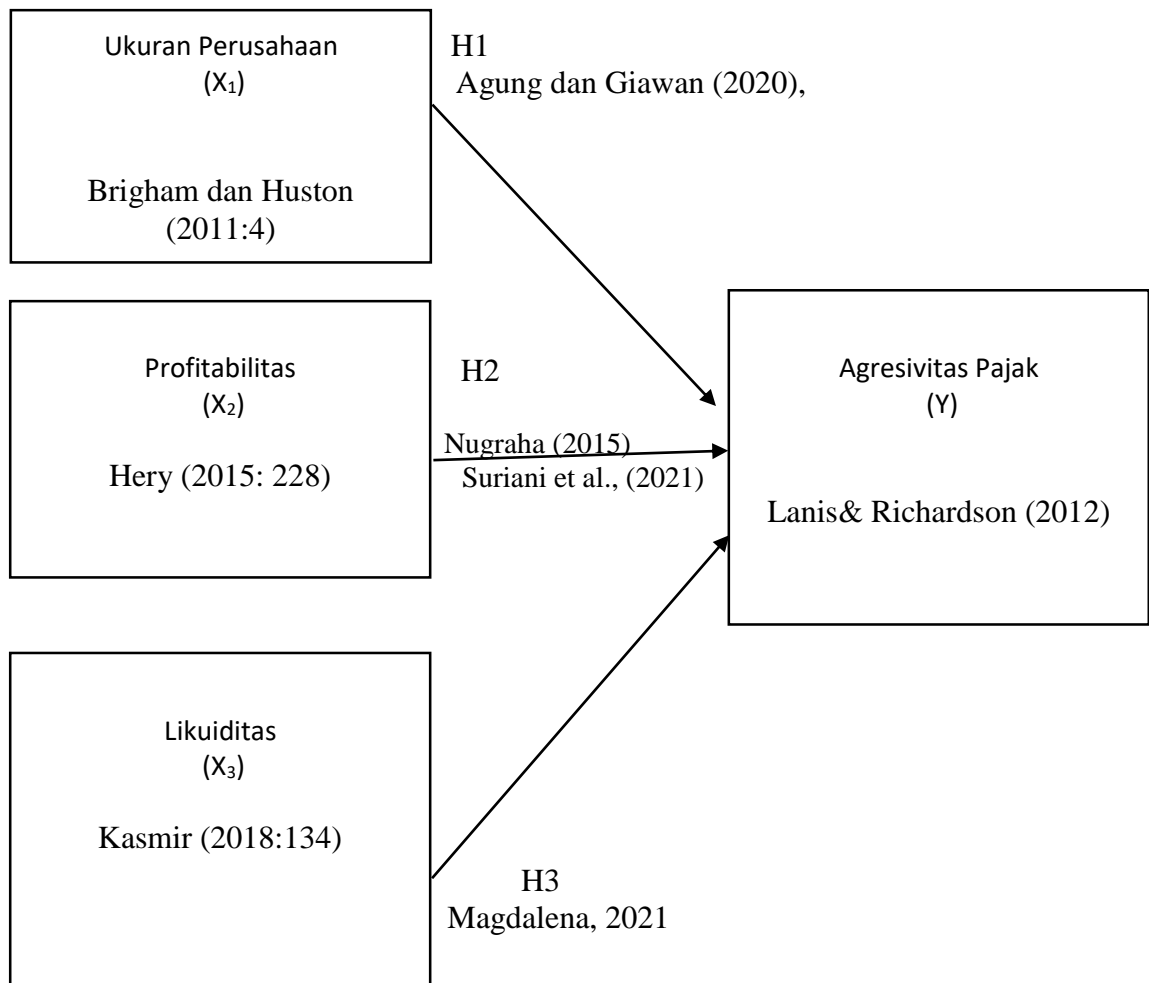 Ukuran Perusahaan
(X₁)
Brigham dan Huston
(2011:4)
H1
Agung dan Giawan (2020),
Profitabilitas
(X₂)
Hery (2015: 228)
H2
Nugraha (2015)
Suriani et al., (2021)
Agresivitas Pajak
(Y)
Lanis& Richardson (2012)
Likuiditas
(X₃)
Kasmir (2018:134)
H3
Magdalena, 2021